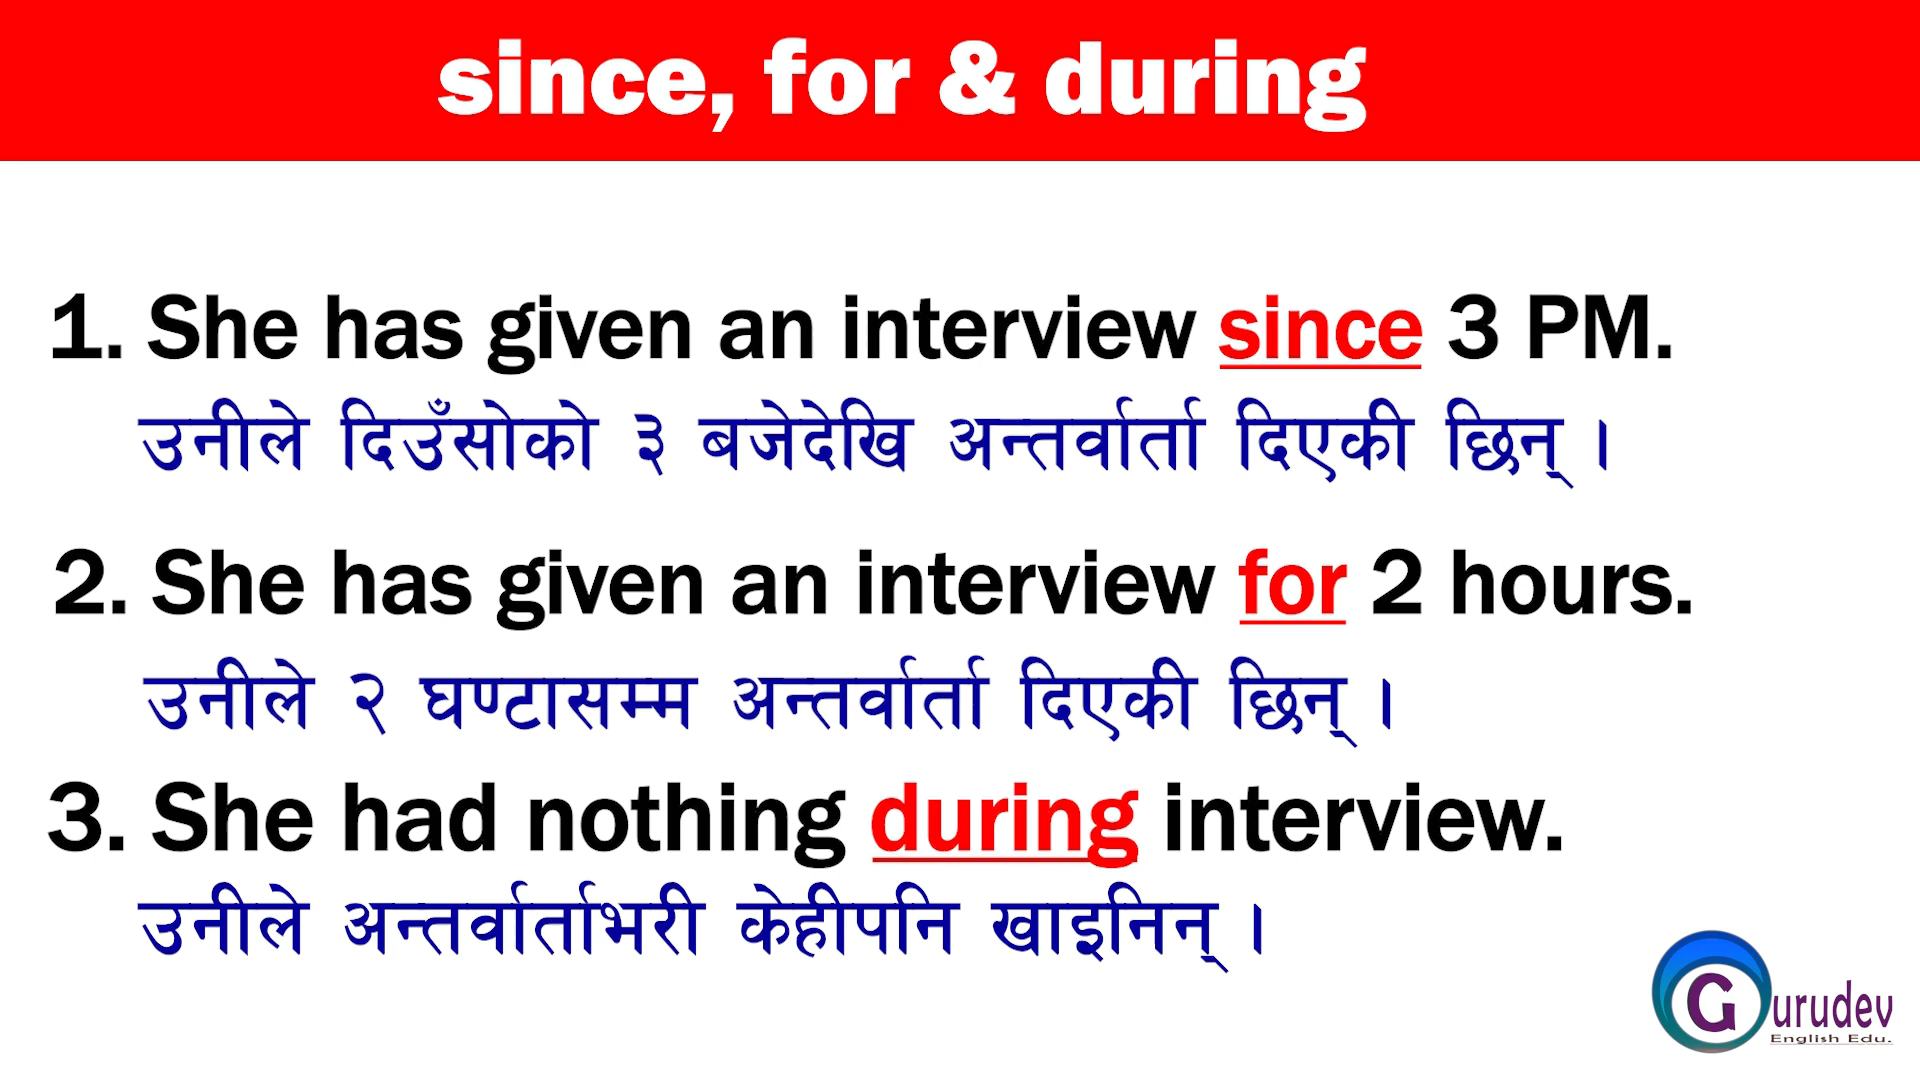 since, for & during
1. She has given an interview since 3 PM.
उनीले दिउँसोको ३ बजेदेखि अन्तर्वार्ता दिएकी छिन् ।
2. She has given an interview for 2 hours.
उनीले २ घण्टासम्म अन्तर्वार्ता दिएकी छिन् ।
3. She had nothing during interview.
उनीले अन्तर्वार्ताभरी केहीपनि खाइनिन् ।
Gurudev
English Edu.